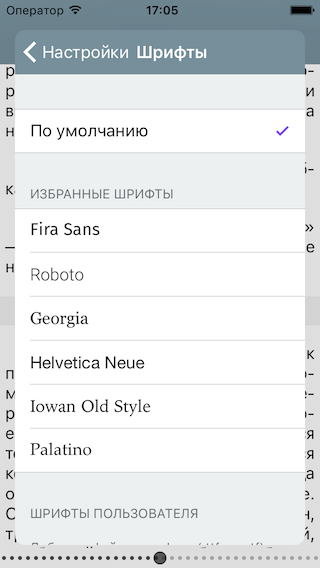 Оператор 17:05
Настройки Шрифты
По умолчанию
ИЗБРАННЫЕ ШРИФТЫ
Fira Sans
Roboto
Georgia
Helvetica Neue
Iowan Old Style
Palatino
ШРИФТЫ ПОЛЬЗОВАТЕЛЯ